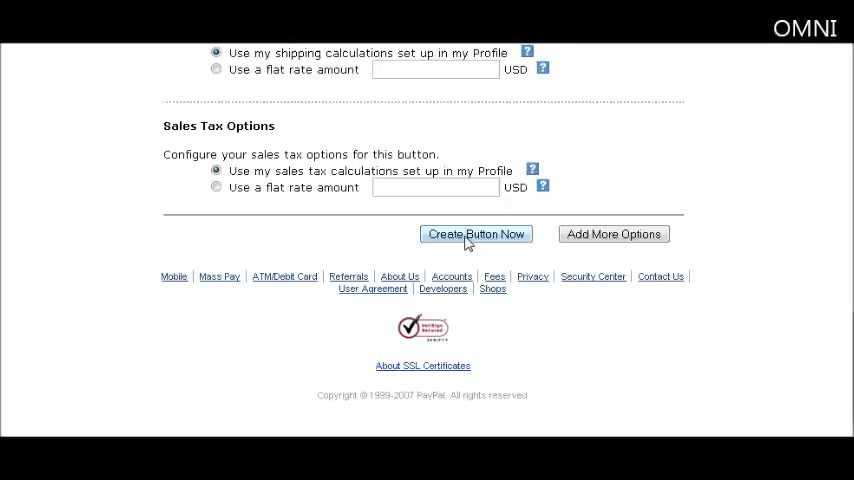 OMNI
Use my shipping calculations set up in my Profile ?
Use a flat rate amount USD ?
Sales Tax Options
Configure your sales tax options for this button.
Use my sales tax calculations set up in my Profile ?
Use a flat rate amount USD ?
Create Button Now Add More Options
Mobile | Mass Pay | ATM/Debit Card | Referrals | About Us | Accounts | Fees | Privacy | Security Center | Contact Us |
User Agreement | Developers | Shops
VeriSign
Secured
About SSL Certificates
Copyright © 1999-2007 PayPal. All rights reserved